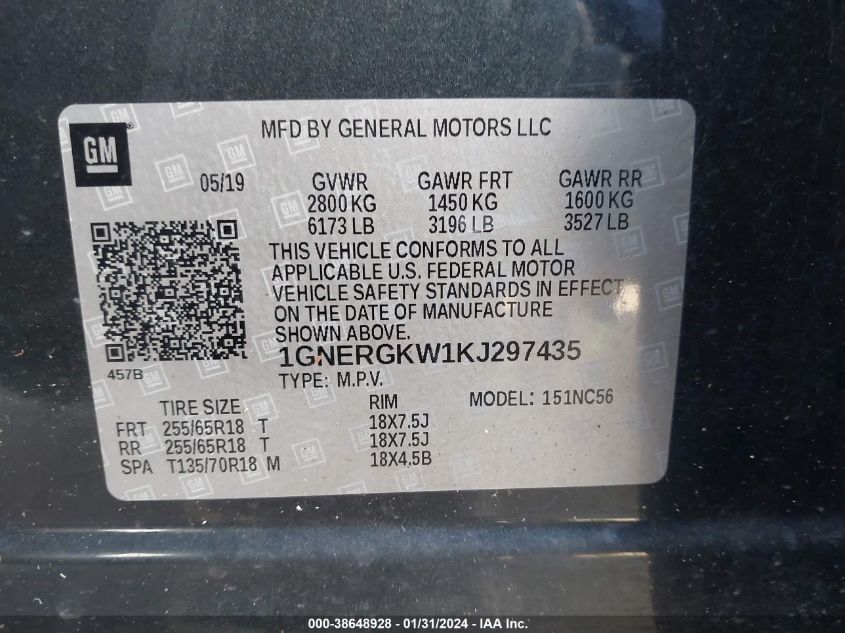 GM
MFD BY GENERAL MOTORS LLC
05/19 GVWR GAWR FRT GAWR RR
2800 KG 1450 KG 1600 KG
6173 LB 3196 LB 3527 LB
THIS VEHICLE CONFORMS TO ALL
APPLICABLE U.S. FEDERAL MOTOR
VEHICLE SAFETY STANDARDS IN EFFECT
ON THE DATE OF MANUFACTURE
SHOWN ABOVE.
1GNERGKW1KJ297435
457B
TYPE: M.P.V. MODEL: 151NC56
TIRE SIZE RIM
FRT 255/65R18 T 18X7.5J
RR 255/65R18 T 18X7.5J
SPA T135/70R18 M 18X4.5B
000-38648928 - 01/31/2024 - IAAI.COM